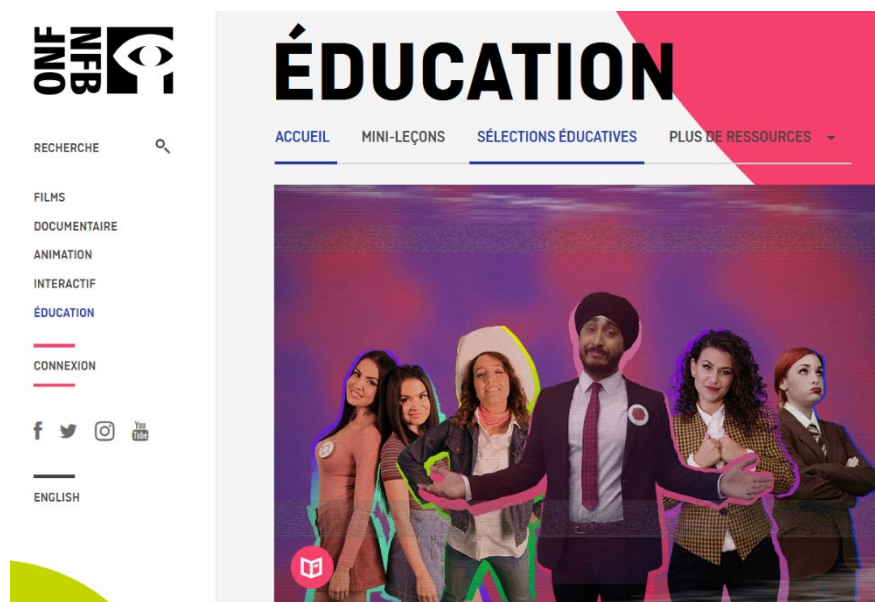 ONF
NFB
RECHERCHE
FILMS
DOCUMENTAIRE
ANIMATION
INTERACTIF
ÉDUCATION
CONNEXION
f
You
Tube
ENGLISH
ÉDUCATION
ACCUEIL MINI-LEÇONS SÉLECTIONS ÉDUCATIVES PLUS DE RESSOURCES